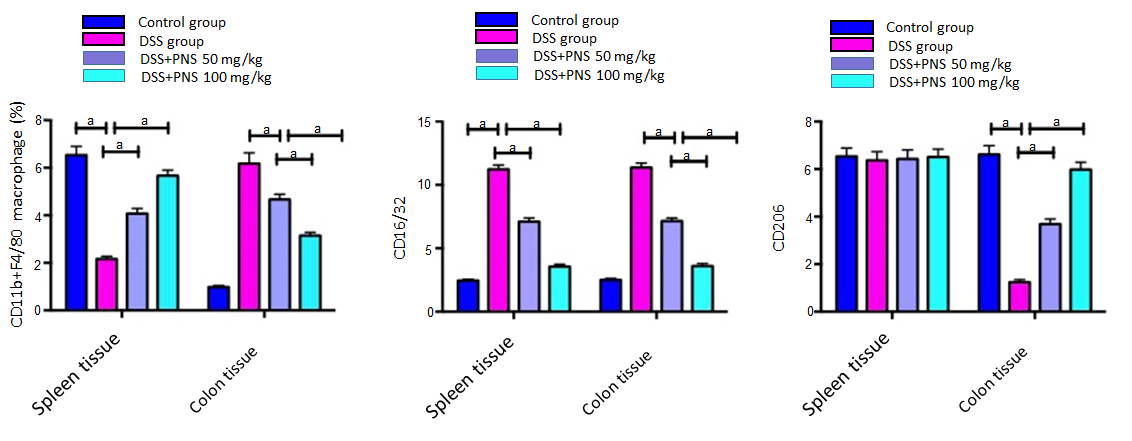 Control group
DSS group
DSS+PNS 50 mg/kg
DSS+PNS 100 mg/kg
CD11b+F4/80 macrophage (%)
8
6
4
2
0
a
a
a
a
a
a
Spleen tissue
Colon tissue
Control group
DSS group
DSS+PNS 50 mg/kg
DSS+PNS 100 mg/kg
CD16/32
15
10
5
0
a
a
a
a
a
a
Spleen tissue
Colon tissue
Control group
DSS group
DSS+PNS 50 mg/kg
DSS+PNS 100 mg/kg
CD206
8
6
4
2
0
a
a
a
Spleen tissue
Colon tissue